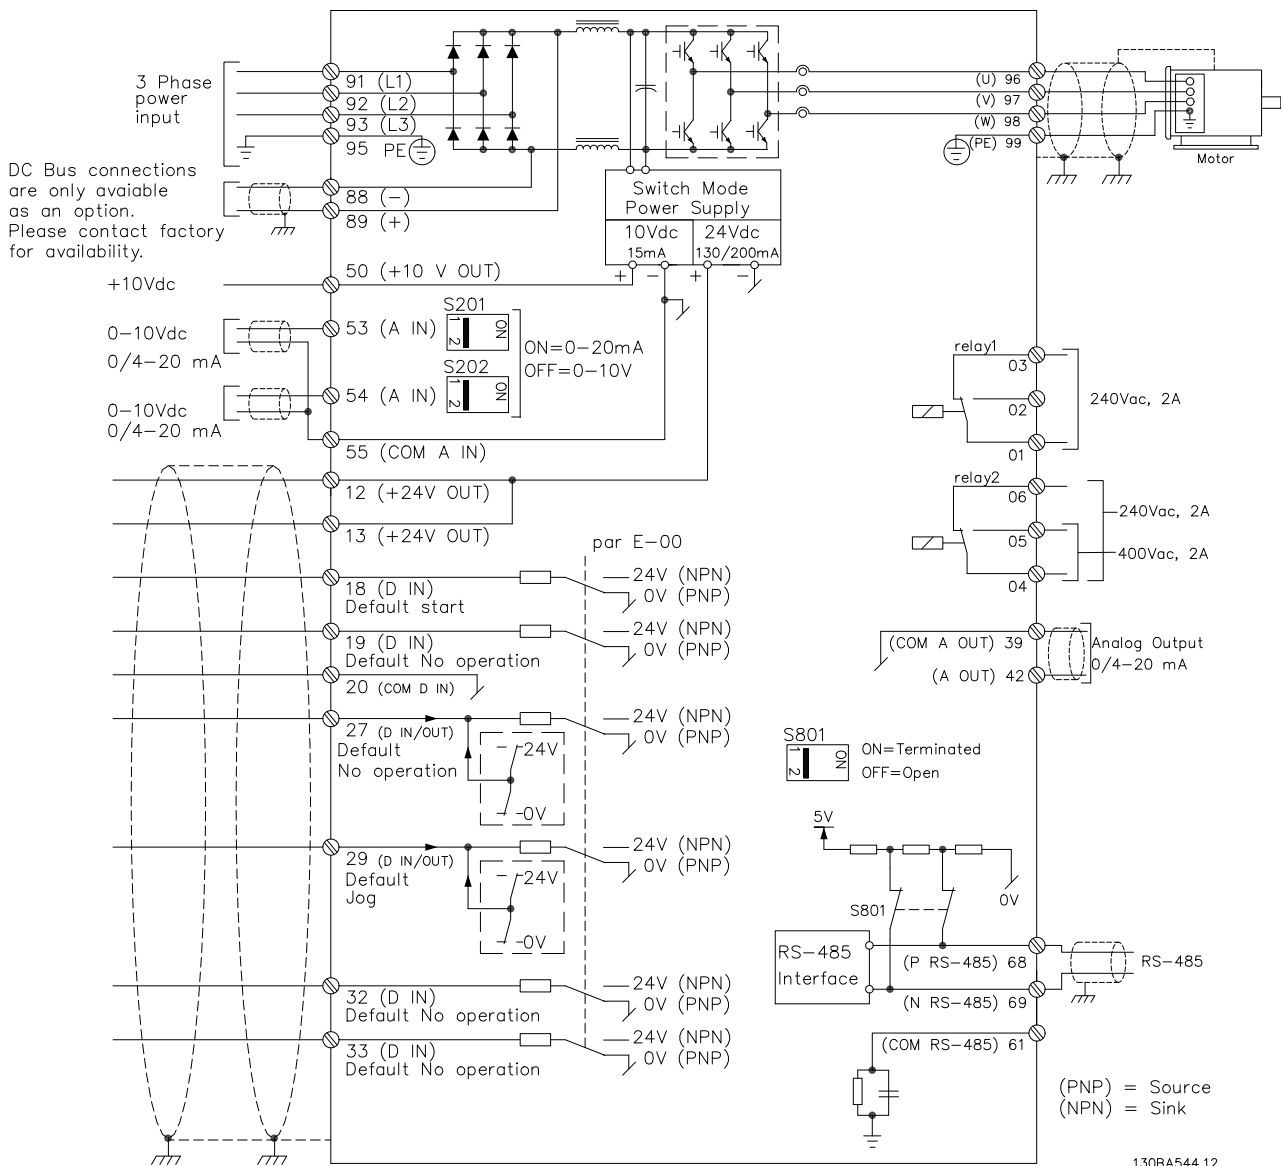 3 Phase
power
input
91 (L1)
92 (L2)
93 (L3)
95 PE
DC Bus connections
are only avaiable
as an option.
Please contact factory
for availability.
88 (−)
89 (+)
Switch Mode
Power Supply
10Vdc
15mA
24Vdc
130/200mA
+ − + −
(U) 96
(V) 97
(W) 98
(PE) 99
Motor
+10Vdc
50 (+10 V OUT)
0−10Vdc
0/4−20 mA
53 (A IN)
S201
1 2
ON
S202
1 2
ON
ON=0−20mA
OFF=0−10V
0−10Vdc
0/4−20 mA
54 (A IN)
55 (COM A IN)
12 (+24V OUT)
13 (+24V OUT)
par E-00
18 (D IN)
Default start
24V (NPN)
0V (PNP)
19 (D IN)
Default No operation
24V (NPN)
0V (PNP)
20 (COM D IN)
27 (D IN/OUT)
Default
No operation
24V
0V
24V (NPN)
0V (PNP)
29 (D IN/OUT)
Default
Jog
24V
0V
24V (NPN)
0V (PNP)
32 (D IN)
Default No operation
24V (NPN)
0V (PNP)
33 (D IN)
Default No operation
24V (NPN)
0V (PNP)
relay1
03
02
01
240Vac, 2A
relay2
06
05
04
240Vac, 2A
400Vac, 2A
(COM A OUT) 39
(A OUT) 42
Analog Output
0/4−20 mA
S801
1 2
ON
ON=Terminated
OFF=Open
5V
0V
S801
RS−485
Interface
(P RS−485) 68
(N RS−485) 69
RS−485
(COM RS−485) 61
(PNP) = Source
(NPN) = Sink
130BA544.12